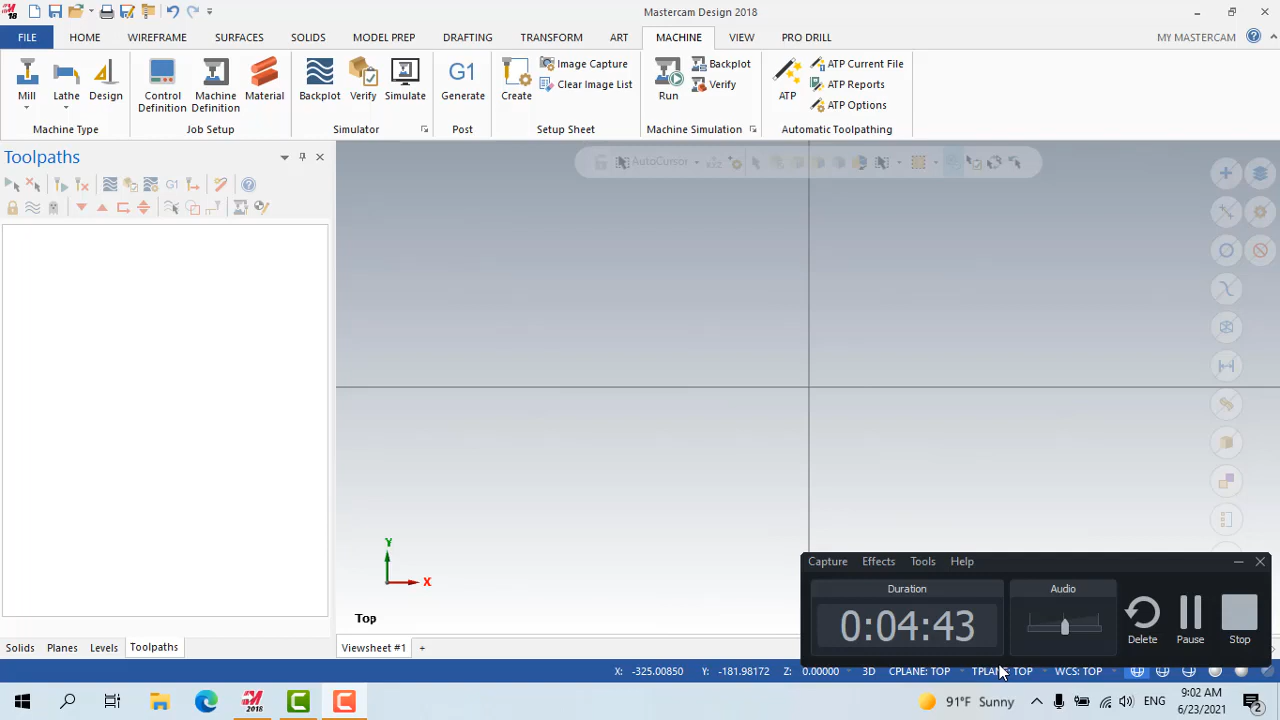 18
Mastercam Design 2018
FILE HOME WIREFRAME SURFACES SOLIDS MODEL PREP DRAFTING TRANSFORM ART MACHINE VIEW PRO DRILL MY MASTERCAM
Mill Lathe Design
Machine Type
Control Definition Machine Definition Material
Job Setup
Backplot Verify Simulate
Simulator
G1
Generate
Post
Create Image Capture
Clear Image List
Setup Sheet
Run Backplot
Verify
Machine Simulation
ATP ATP Current File
ATP Reports
ATP Options
Automatic Toolpathing
Toolpaths
G1
AutoCursor
Y
X
Top
Capture Effects Tools Help
Duration Audio
0:04:43
Delete Pause Stop
Solids Planes Levels Toolpaths
Viewsheet #1 +
X: -325.00850 Y: -181.98172 Z: 0.00000 3D CPLANE: TOP TPLANE: TOP WCS: TOP
2018
91°F Sunny ENG
9:02 AM
6/23/2021
2